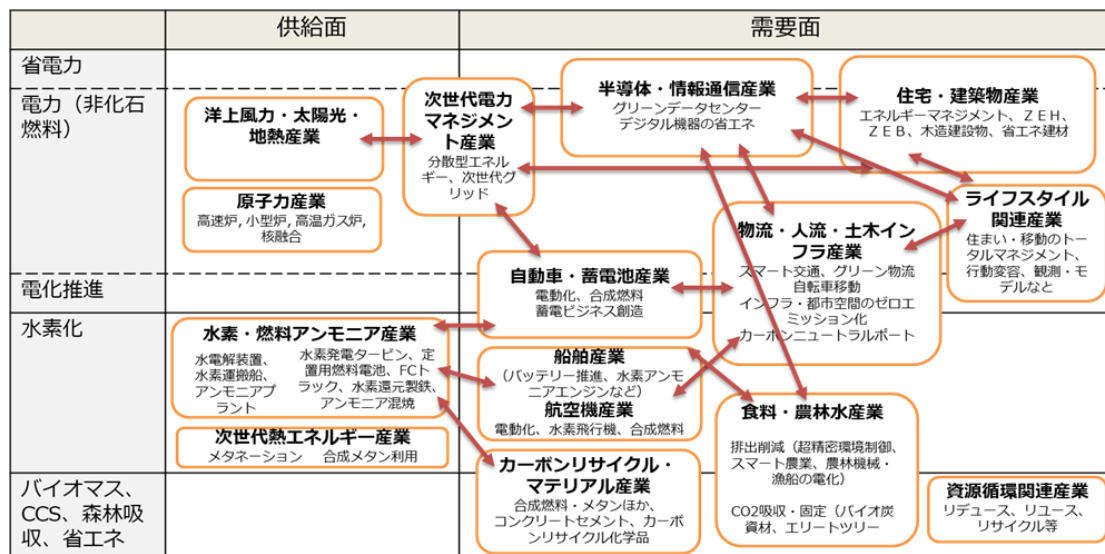 供給面
需要面
省電力
電力（非化石
燃料）
電化推進
水素化
バイオマス、
CCS、森林吸
収、省エネ
洋上風力・太陽光・
地熱産業
原子力産業
高速炉, 小型炉, 高温ガス炉,
核融合
次世代電力
マネジメン
ト産業
分散型エネル
ギー、次世代グ
リッド
半導体・情報通信産業
グリーンデータセンター
デジタル機器の省エネ
住宅・建築物産業
エネルギーマネジメント、ＺＥＨ、
ＺＥＢ、木造建設物、省エネ建材
ライフスタイル
関連産業
住まい・移動のトー
タルマネジメント、
行動変容、観測・モ
デルなど
物流・人流・土木イン
フラ産業
スマート交通、グリーン物流
自転車移動
インフラ・都市空間のゼロエ
ミッション化
カーボンニュートラルポート
自動車・蓄電池産業
電動化、合成燃料
蓄電ビジネス創造
水素・燃料アンモニア産業
水電解装置、
水素運搬船、
アンモニアプ
ラント
水素発電タービン、定
置用燃料電池、FCト
ラック、水素還元製鉄、
アンモニア混焼
次世代熱エネルギー産業
メタネーション　合成メタン利用
船舶産業
（バッテリー推進、水素アンモ
ニアエンジンなど）
航空機産業
電動化、水素飛行機、合成燃料
カーボンリサイクル・
マテリアル産業
合成燃料・メタンほか、
コンクリートセメント、カーボ
ンリサイクル化学品
食料・農林水産業
排出削減（超精密環境制御、
スマート農業、農林機械・
漁船の電化）
CO2吸収・固定（バイオ炭
資材、エリートツリー
資源循環関連産業
リデュース、リユース、
リサイクル等